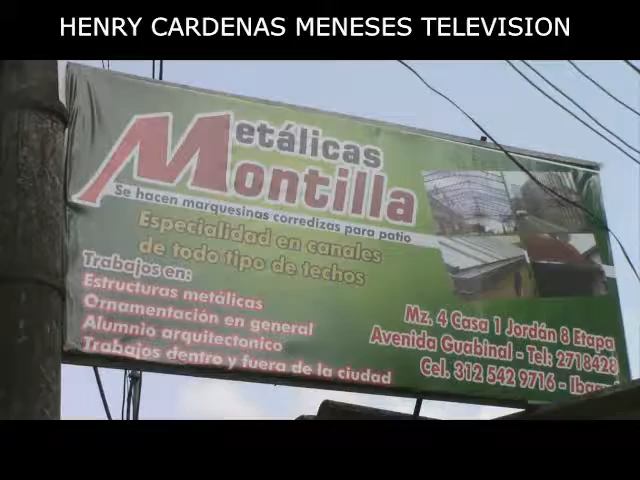 HENRY CARDENAS MENESES TELEVISION
Metálicas
Montilla
Se hacen marquesinas corredizas para patio
Especialidad en canales
de todo tipo de techos
Trabajos en:
Estructuras metálicas
Ornamentación en general
Alumnio arquitectonico
Trabajos dentro y fuera de la ciudad
Mz. 4 Casa 1 Jordán 8 Etapa
Avenida Guabinal - Tel: 2718428
Cel. 312 542 9716 -